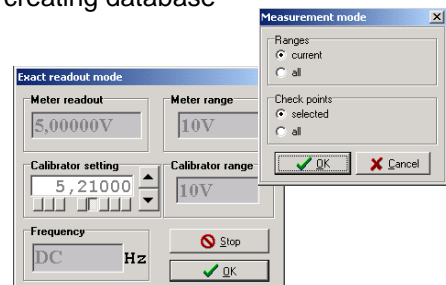 creating database
Measurement mode
Ranges
current
all
Check points
selected
all
OK Cancel
Exact readout mode
Meter readout Meter range
5,00000V 10V
Calibrator setting Calibrator range
5,21000 10V
Frequency
DC Hz
Stop
OK